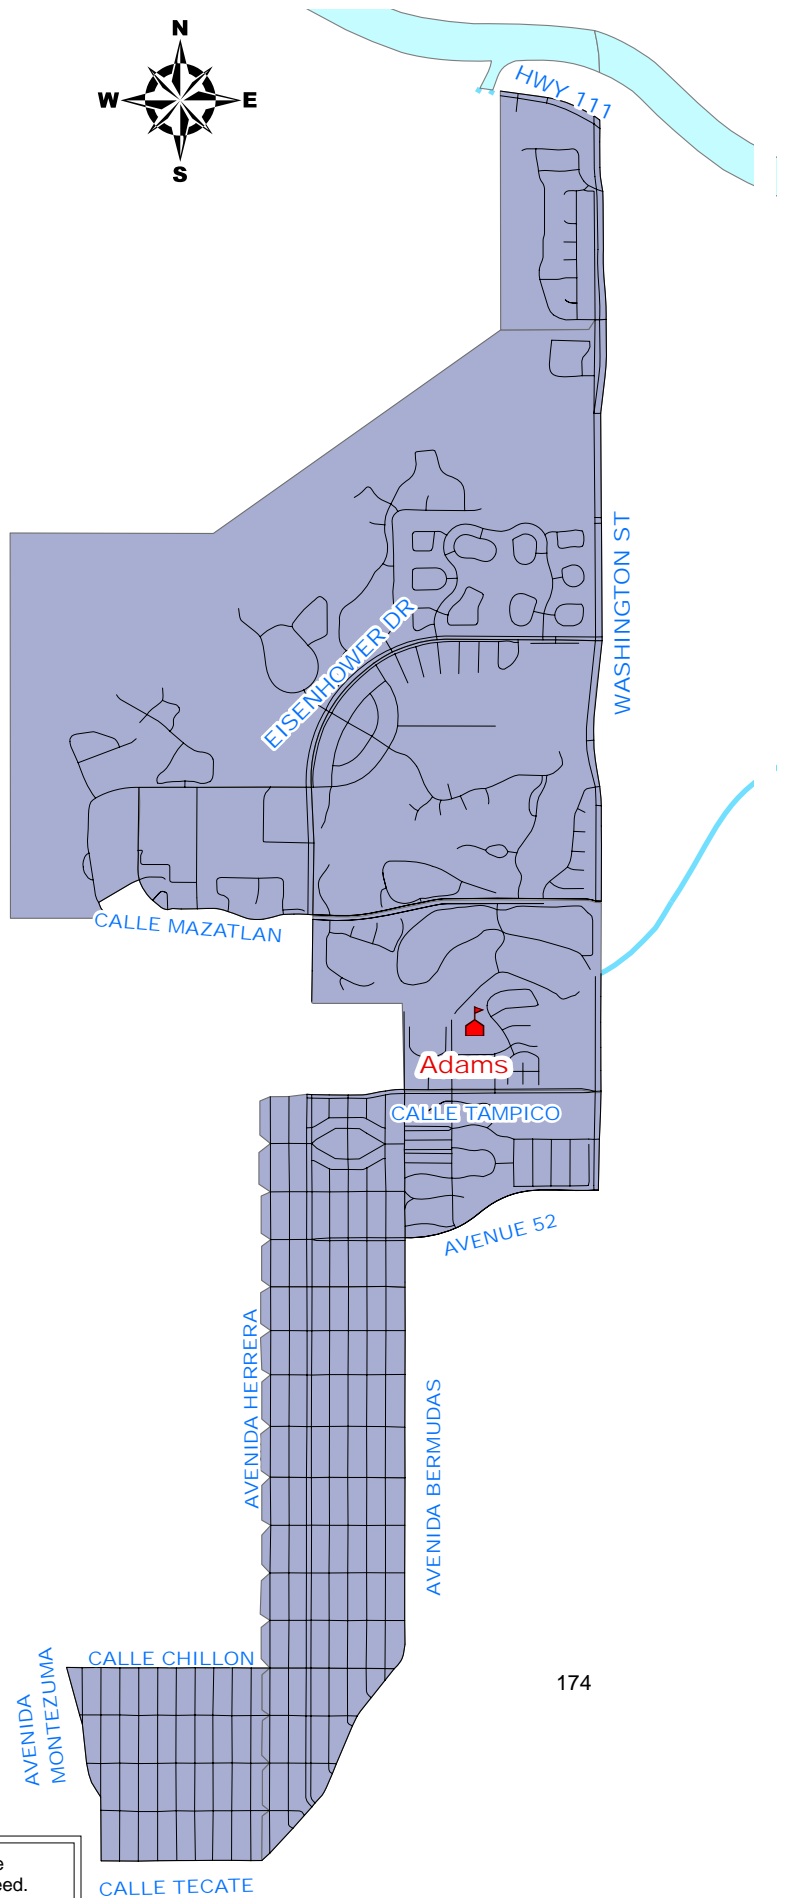 N
W E
S
HWY 111
WASHINGTON ST
EISENHOWER DR
CALLE MAZATLAN
Adams
CALLE TAMPICO
AVENUE 52
AVENIDA HERRERA
AVENIDA BERMUDAS
CALLE CHILLON
AVENIDA
MONTEZUMA
174
CALLE TECATE